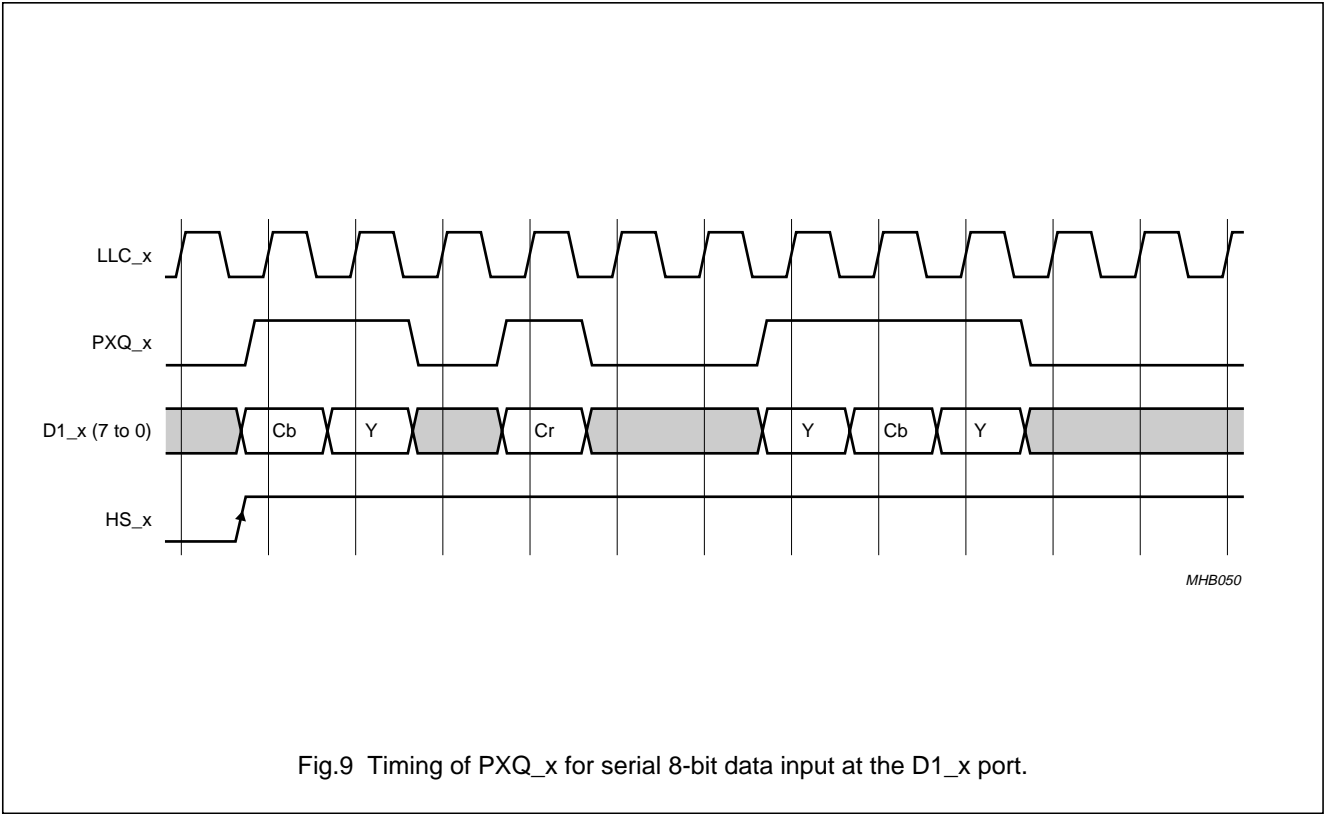 LLC_x
PXQ_x
D1_x (7 to 0)
Cb
Y
Cr
Y
Cb
Y
HS_x
MHB050
Fig.9 Timing of PXQ_x for serial 8-bit data input at the D1_x port.